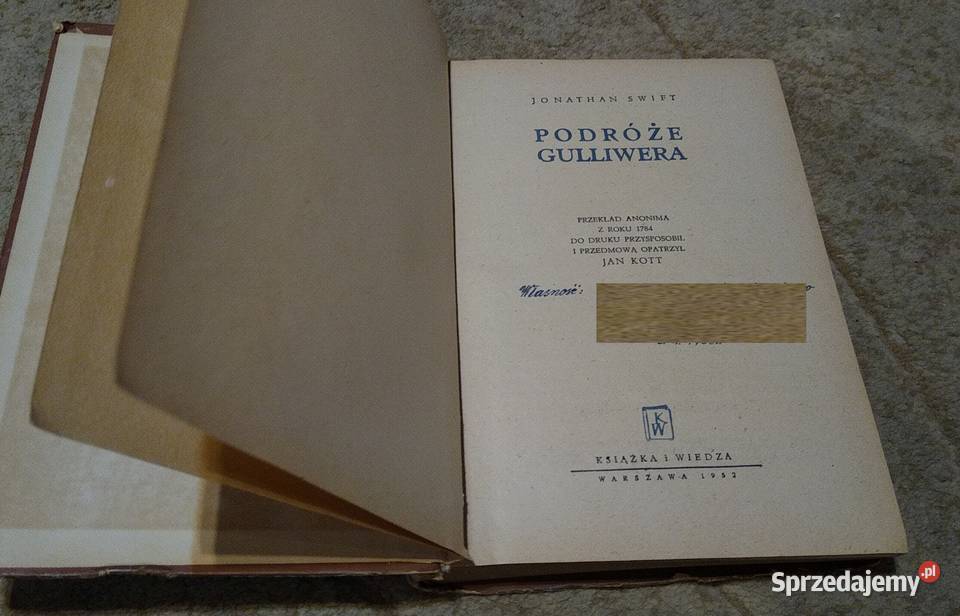 JONATHAN SWIFT
PODRÓŻE
GULLIWERA
PRZEKŁAD ANONIMA
Z ROKU 1784
DO DRUKU PRZYSPOSOBIŁ
I PRZEDMOWĄ OPATRZYŁ
JAN KOTT
Własność:
K
W
KSIĄŻKA i WIEDZA
WARSZAWA 1952
Sprzedajemy.pl